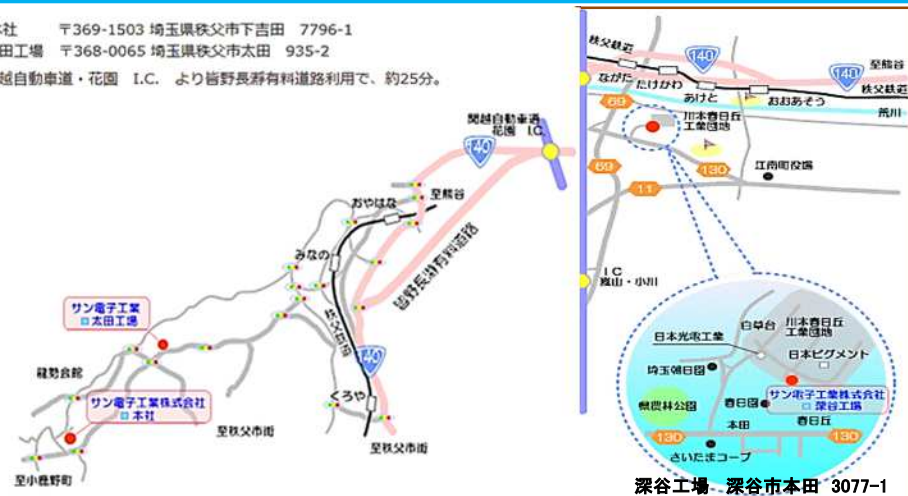 社 〒369-1503 埼玉県秩父市下吉田 7796-1
田工場 〒368-0065 埼玉県秩父市太田 935-2
越自動車道・花園 I.C. より皆野長瀞有料道路利用で、約25分。
関越自動車道
花園 I.C.
140
至熊谷
おやはな
みなの
皆野長瀞有料道路
秩父鉄道
サン電子工業
太田工場
龍勢会館
サン電子工業株式会社
本社
140
くろや
至秩父市街
至秩父市街
至小鹿野町
秩父鉄道
140
至熊谷
140
ながた
たけかわ
秩父鉄道
あけと
おおあそう
69
荒川
川本春日丘
工業団地
69
130
江南町役場
11
I.C
嵐山・小川
白草台
川本春日丘
工業団地
日本光電工業
日本ピグメント
埼玉朝日園
サン電子工業株式会社
深谷工場
県農林公園
春日園
本田
春日丘
130
130
さいたまコープ
深谷工場 深谷市本田 3077-1